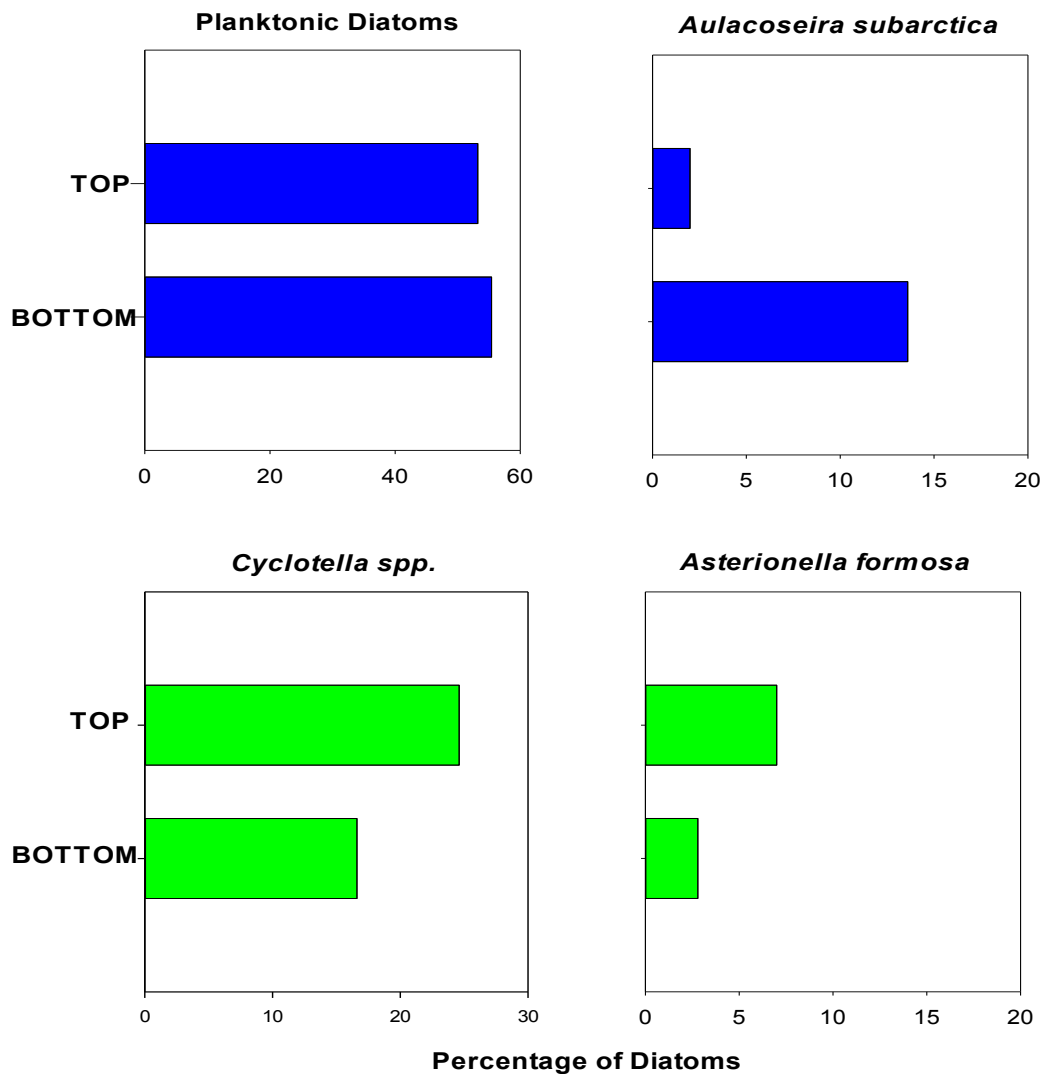 Planktonic Diatoms
Aulacoseira subarctica
TOP
BOTTOM
0 20 40 60
0 5 10 15 20
Cyclotella spp.
Asterionella formosa
TOP
BOTTOM
0 10 20 30
0 5 10 15 20
Percentage of Diatoms